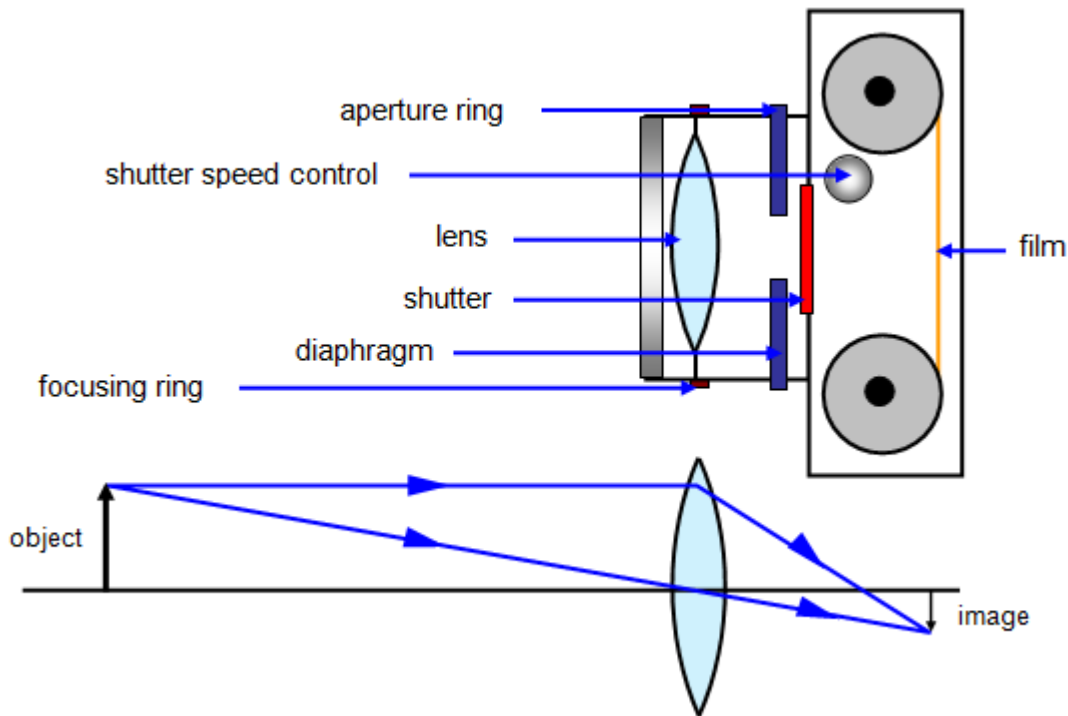 aperture ring
shutter speed control
lens
film
shutter
diaphragm
focusing ring
object
image